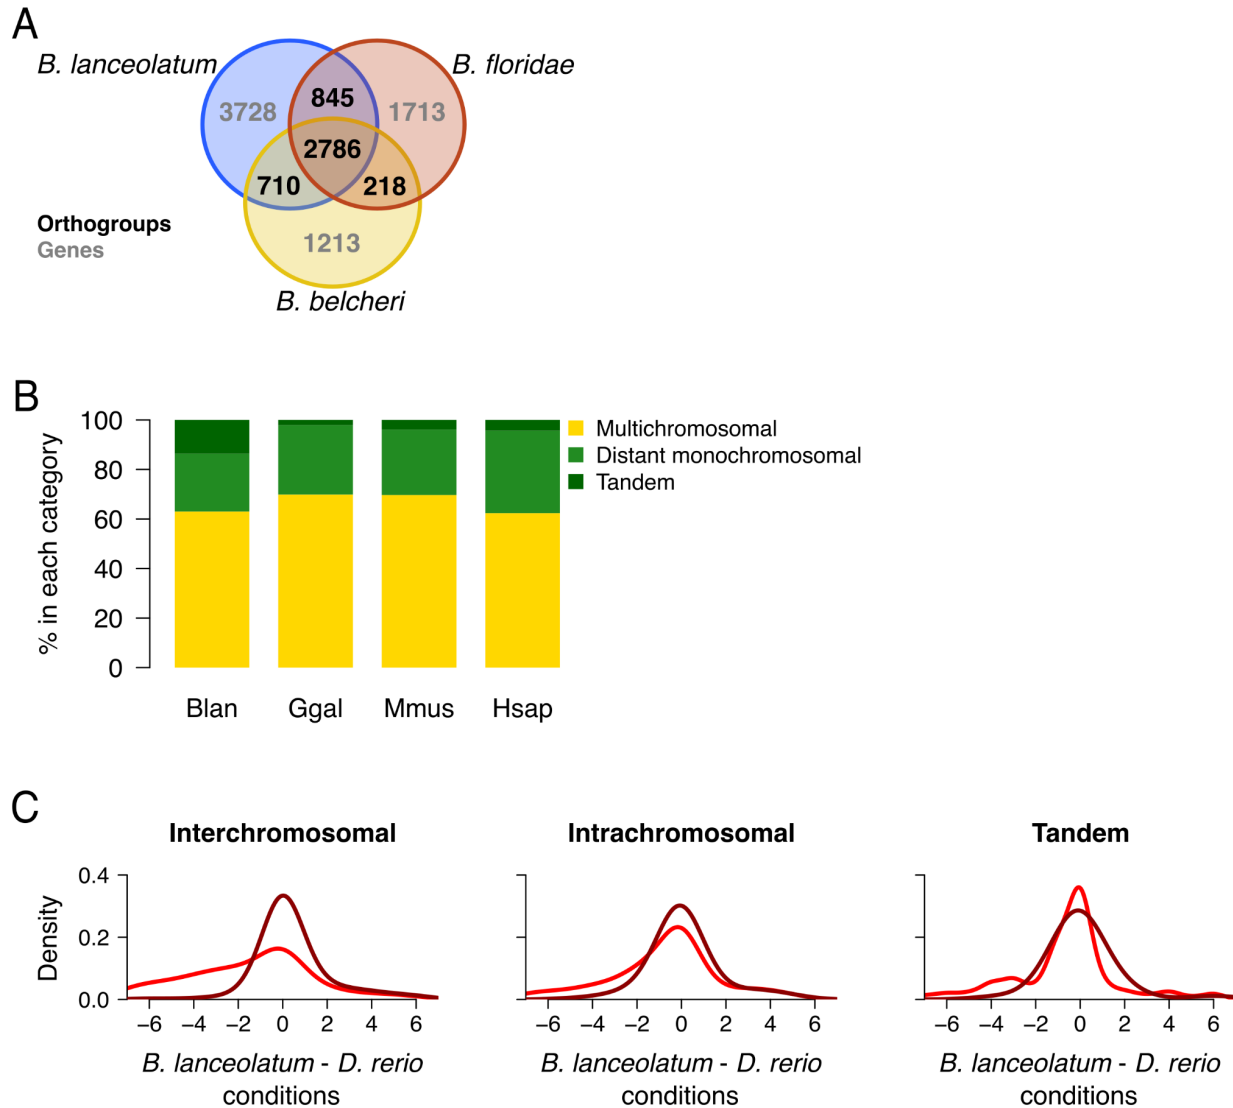 A
B. lanceolatum
B. floridae
3728
845
1713
2786
710
218
Orthogroups
Genes
1213
B. belcheri
B
% in each category
100
80
60
40
20
0
Multichromosomal
Distant monochromosomal
Tandem
Blan Ggal Mmus Hsap
C
Interchromosomal
Intrachromosomal
Tandem
Density
0.4
0.2
0.0
−6 −4 −2 0 2 4 6
−6 −4 −2 0 2 4 6
−6 −4 −2 0 2 4 6
B. lanceolatum - D. rerio
conditions
B. lanceolatum - D. rerio
conditions
B. lanceolatum - D. rerio
conditions